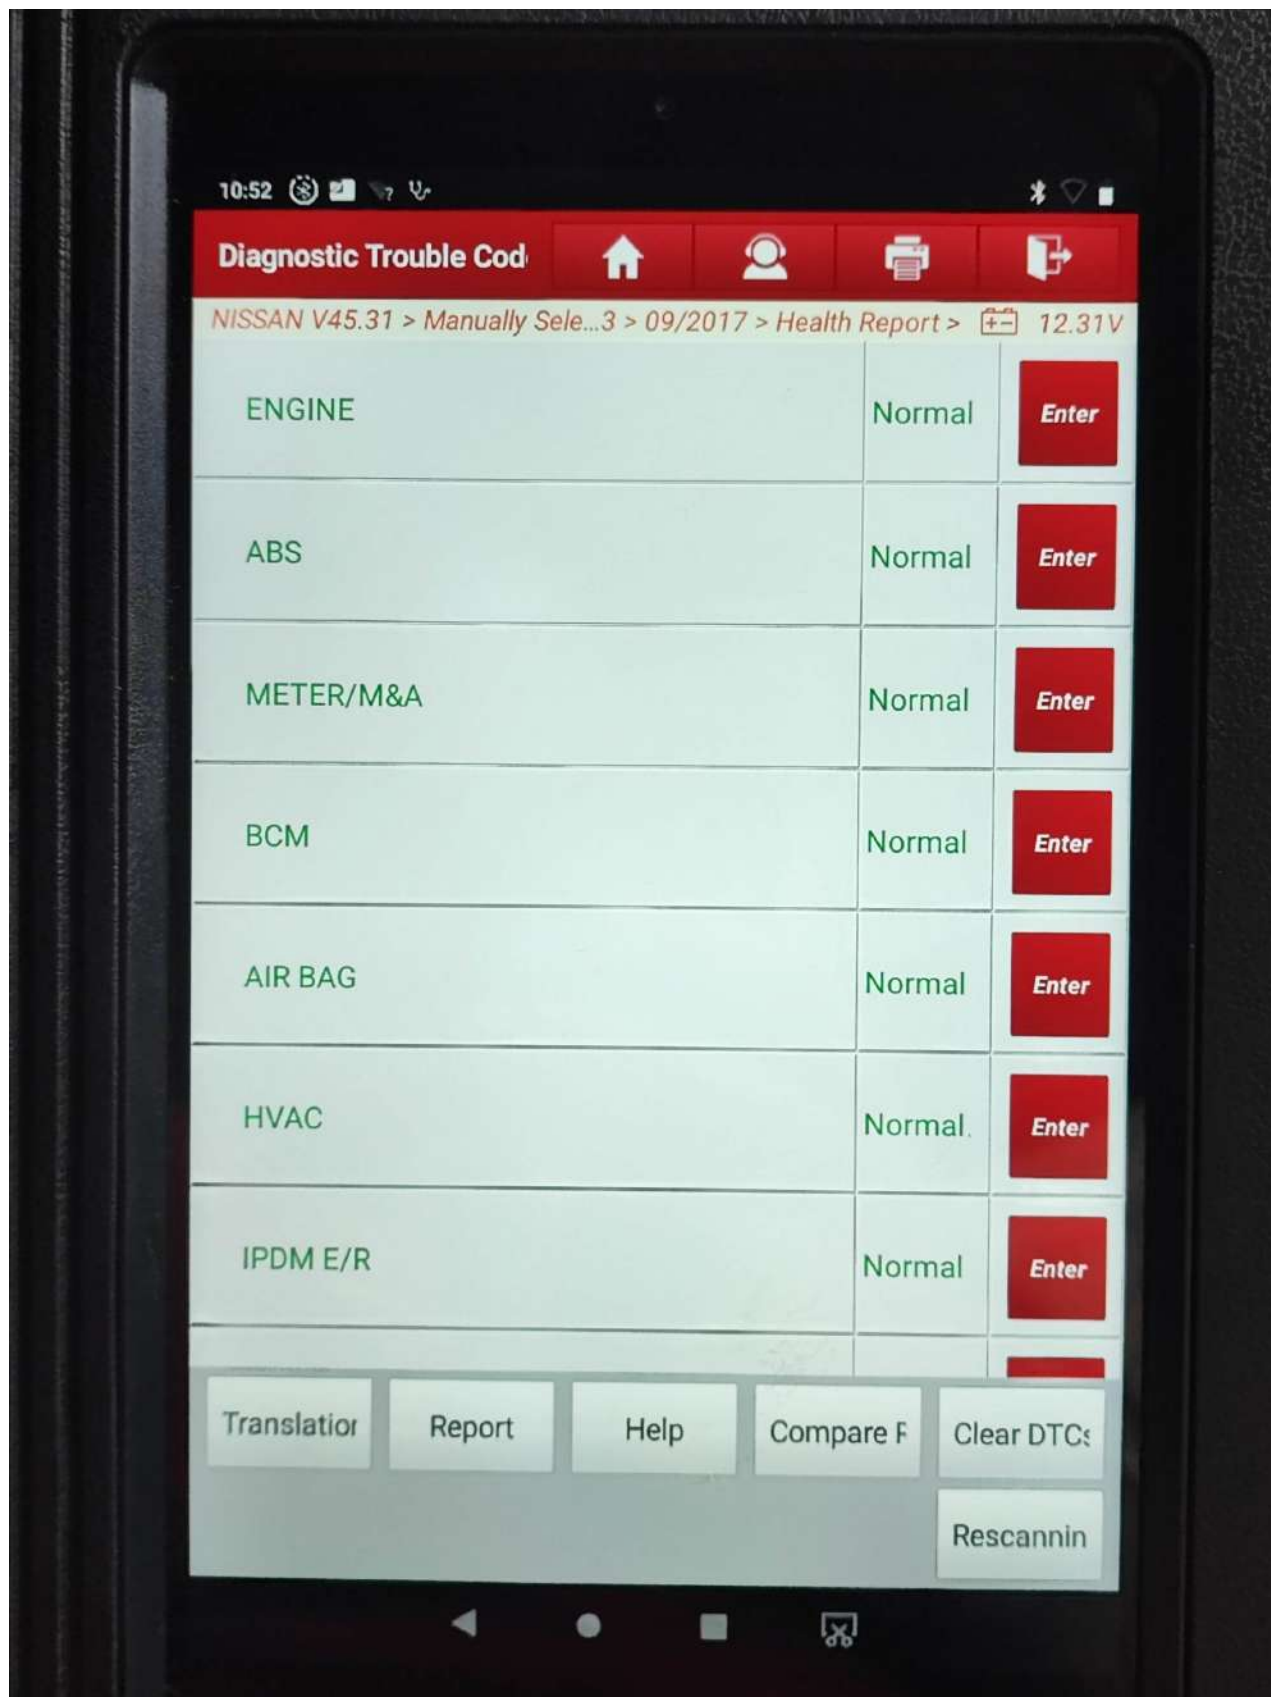 10:52
Diagnostic Trouble Cod
NISSAN V45.31 > Manually Sele...3 > 09/2017 > Health Report > 12.31V
ENGINE Normal Enter
ABS Normal Enter
METER/M&A Normal Enter
BCM Normal Enter
AIR BAG Normal Enter
HVAC Normal Enter
IPDM E/R Normal Enter
Translation Report Help Compare R Clear DTCs
Rescannin